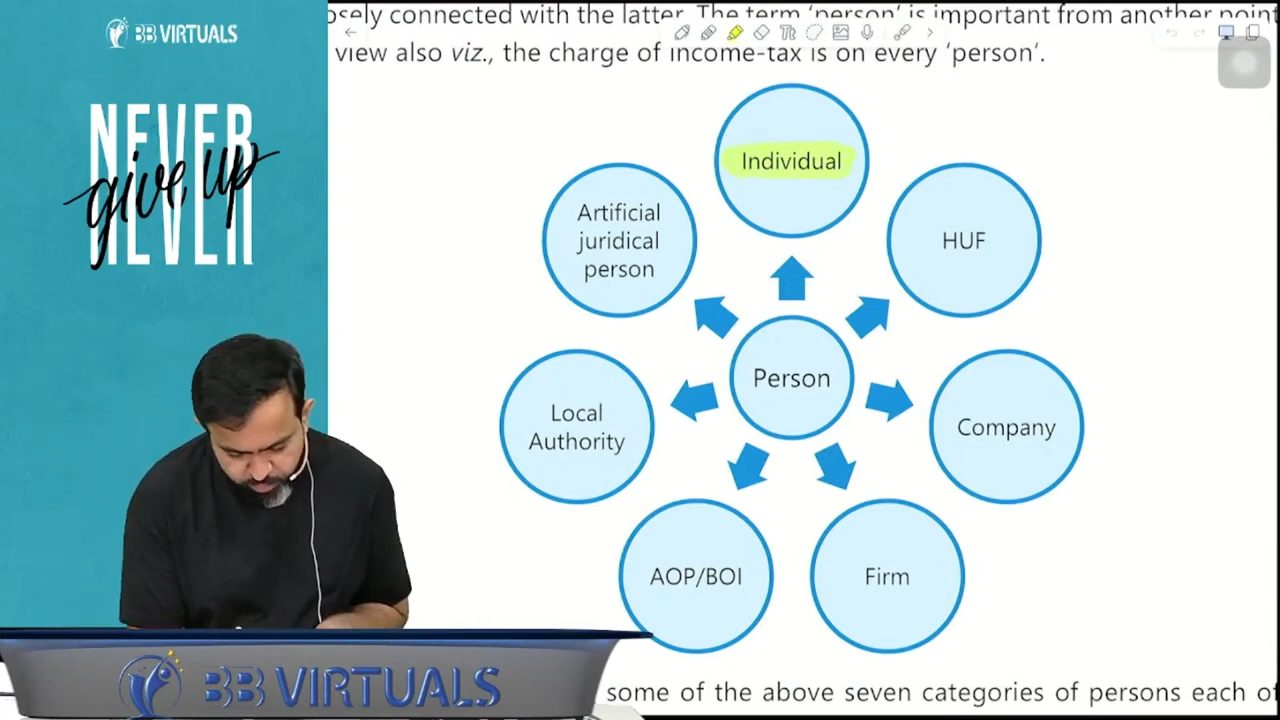 BB VIRTUALS
NEVER
give up
NEVER
osely connected with the latter. The term 'person' is important from another point
view also viz., the charge of income-tax is on every 'person'.
Individual
Artificial
juridical
person
HUF
Person
Local
Authority
Company
AOP/BOI
Firm
BB VIRTUALS
some of the above seven categories of persons each of